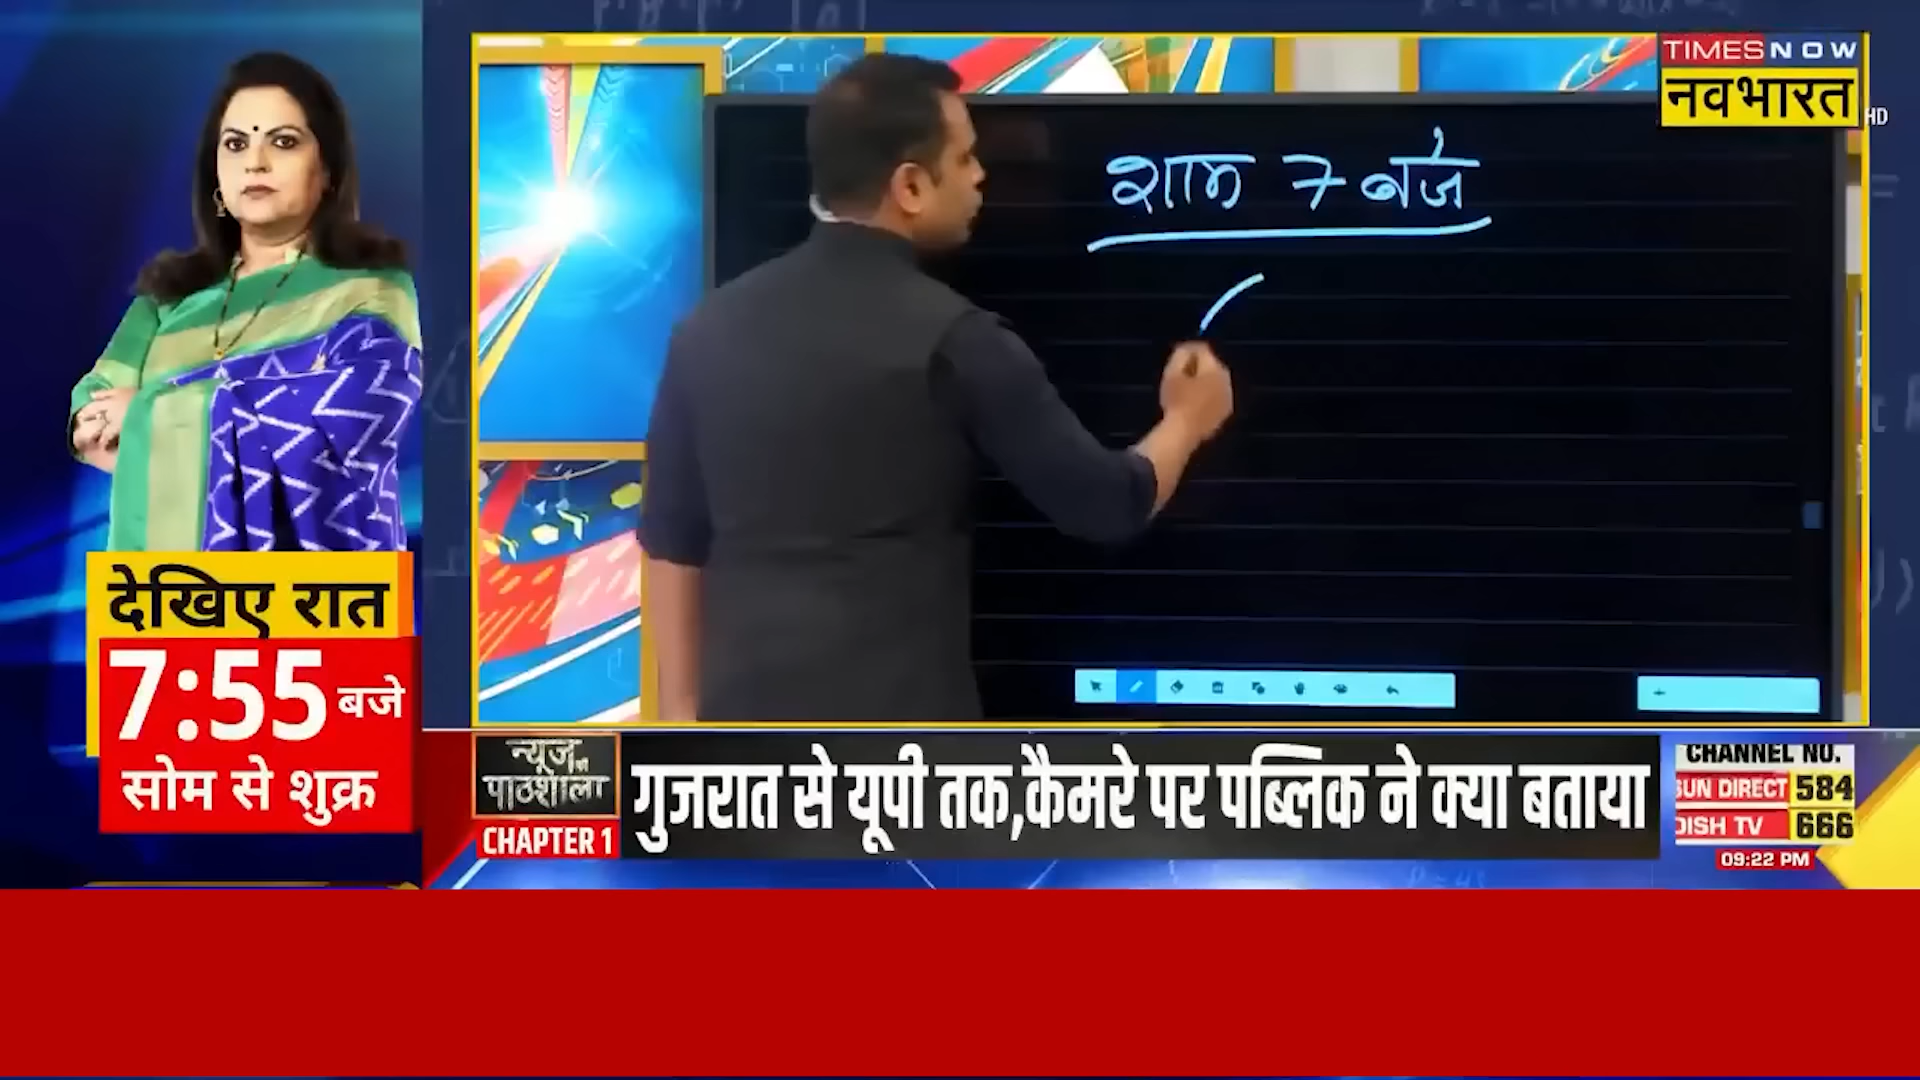 TIMES NOW
नवभारत
HD
शाम 7 बजे
देखिए रात
7:55 बजे
सोम से शुक्र
न्यूज की
पाठशाला
CHAPTER 1
गुजरात से यूपी तक,कैमरे पर पब्लिक ने क्या बताया
CHANNEL NO.
SUN DIRECT 584
DISH TV 666
09:22 PM